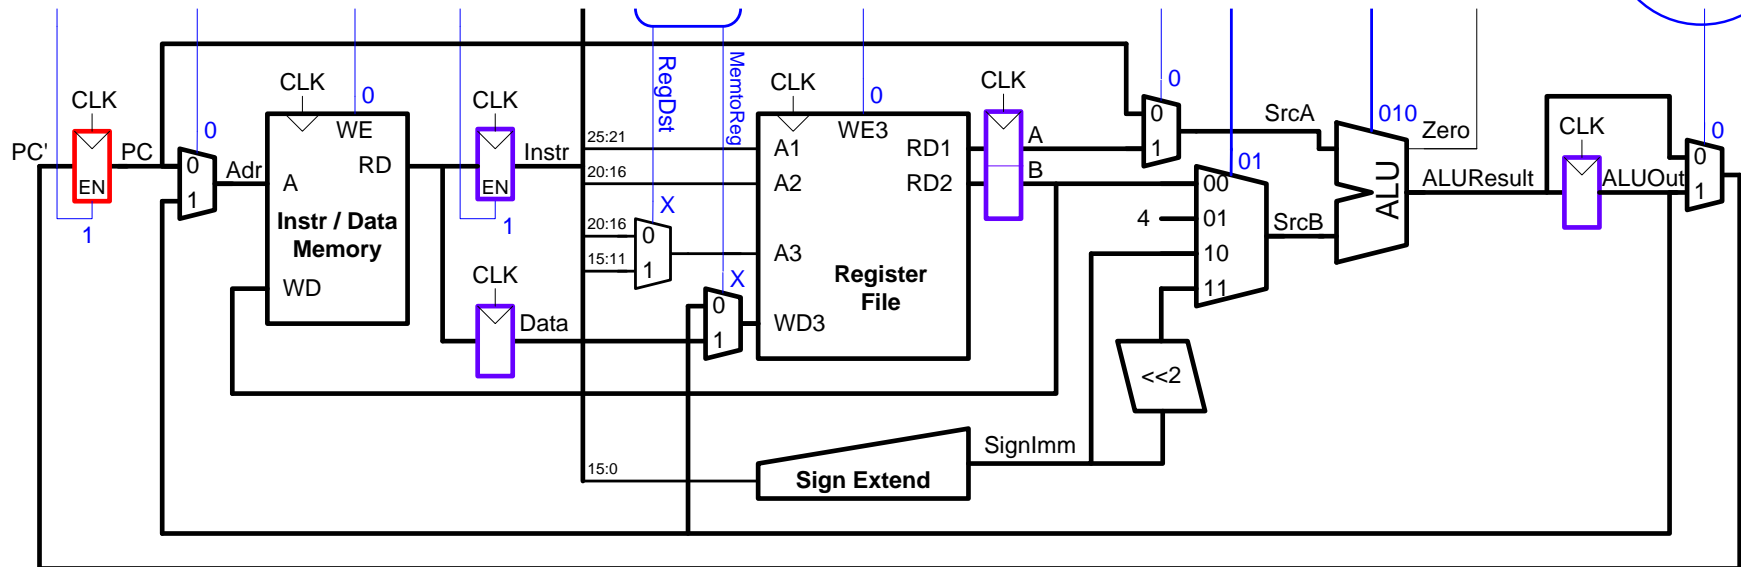 CLK
PC'
PC
EN
1
0
0
1
Adr
CLK
0
WE
RD
A
Instr / Data
Memory
WD
CLK
Instr
EN
1
CLK
Data
RegDst
MemtoReg
25:21
20:16
X
20:16
0
15:11
1
X
0
1
15:0
CLK
0
WE3
A1
RD1
A2
RD2
A3
Register
File
WD3
CLK
A
B
Sign Extend
SignImm
0
0
1
SrcA
01
00
4
01
10
11
SrcB
<<2
010
Zero
ALU
ALUResult
CLK
ALUOut
0
0
1